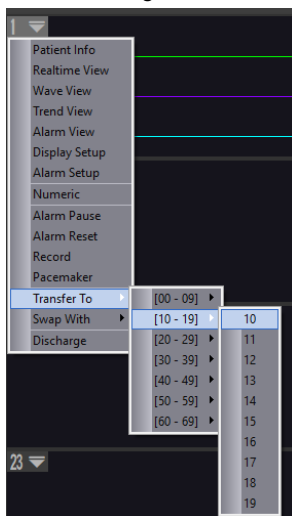 1
Patient Info
Realtime View
Wave View
Trend View
Alarm View
Display Setup
Alarm Setup
Numeric
Alarm Pause
Alarm Reset
Record
Pacemaker
Transfer To
Swap With
Discharge
[00 - 09]
[10 - 19]
[20 - 29]
[30 - 39]
[40 - 49]
[50 - 59]
[60 - 69]
10
11
12
13
14
15
16
17
18
19
23